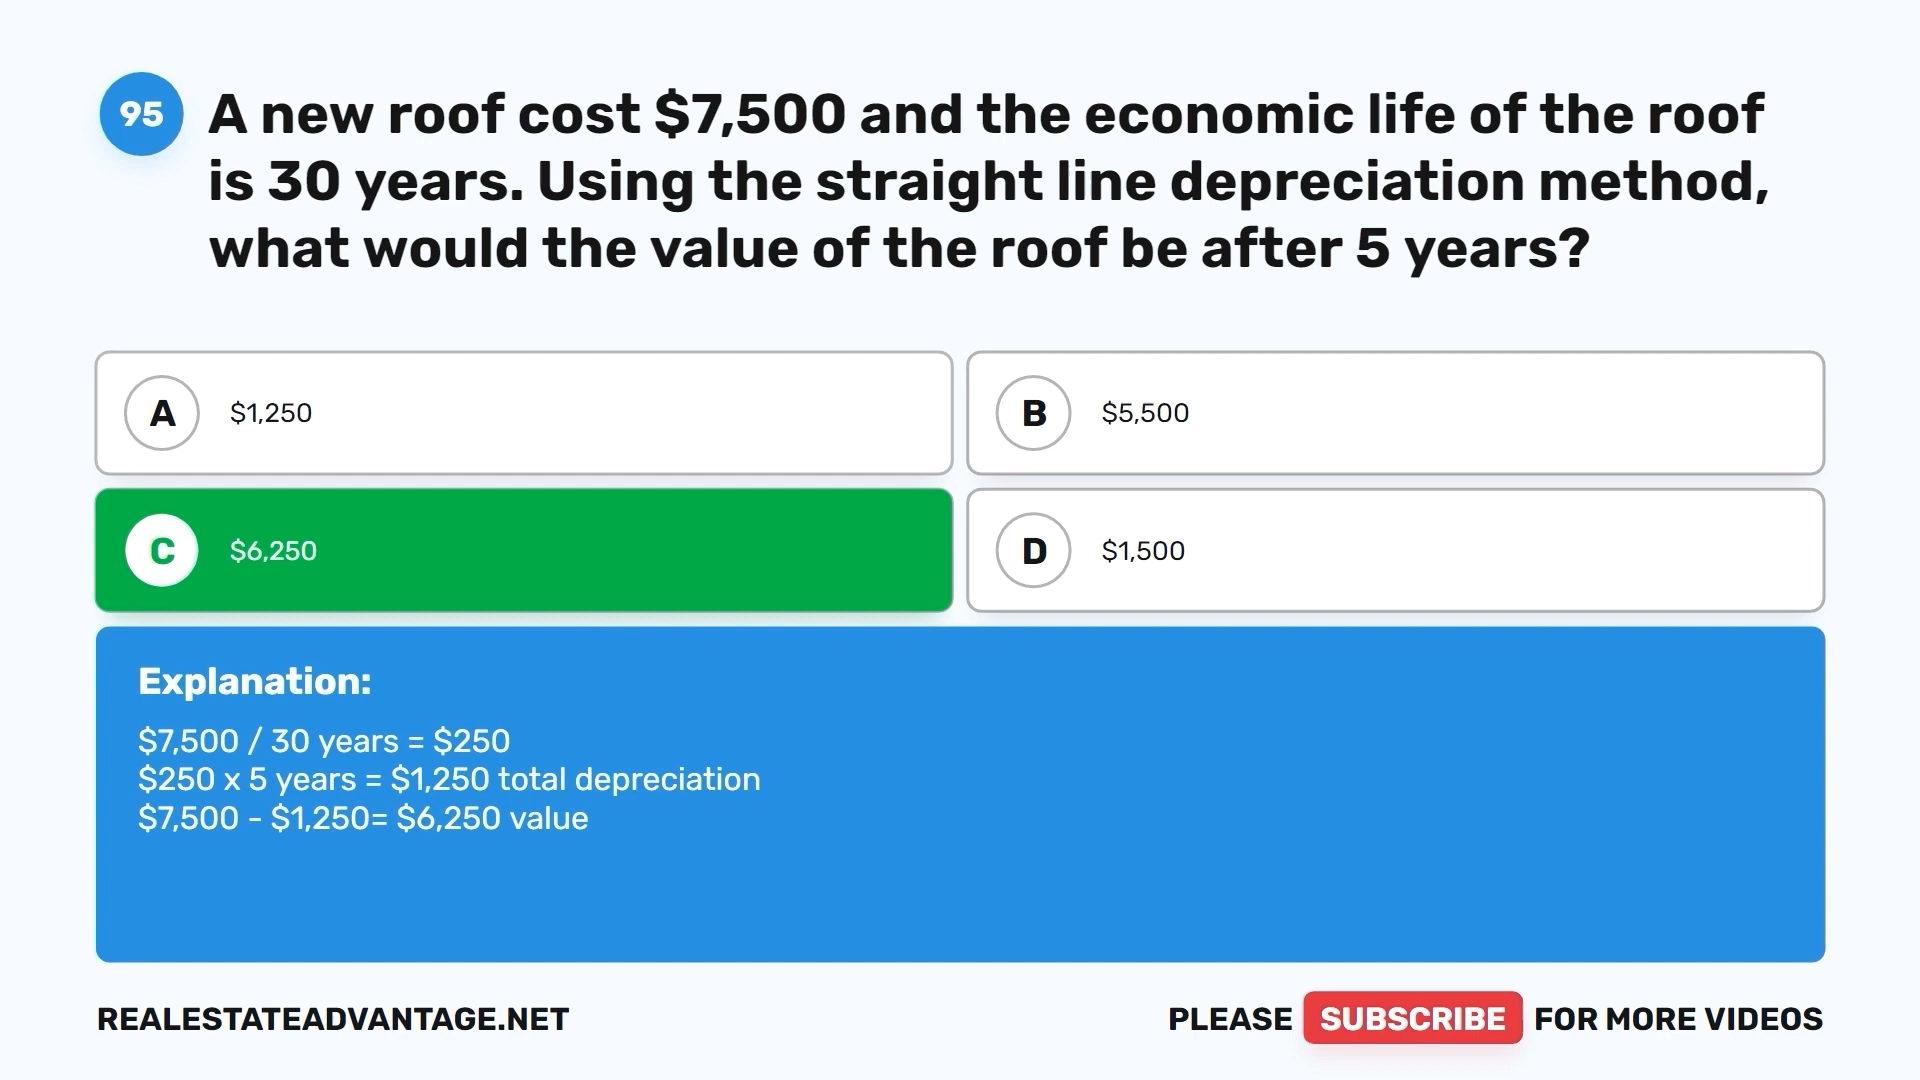 95
A new roof cost $7,500 and the economic life of the roof
is 30 years. Using the straight line depreciation method,
what would the value of the roof be after 5 years?
A $1,250
B $5,500
C $6,250
D $1,500
Explanation:
$7,500 / 30 years = $250
$250 x 5 years = $1,250 total depreciation
$7,500 - $1,250= $6,250 value
REALESTATEADVANTAGE.NET
PLEASE SUBSCRIBE FOR MORE VIDEOS